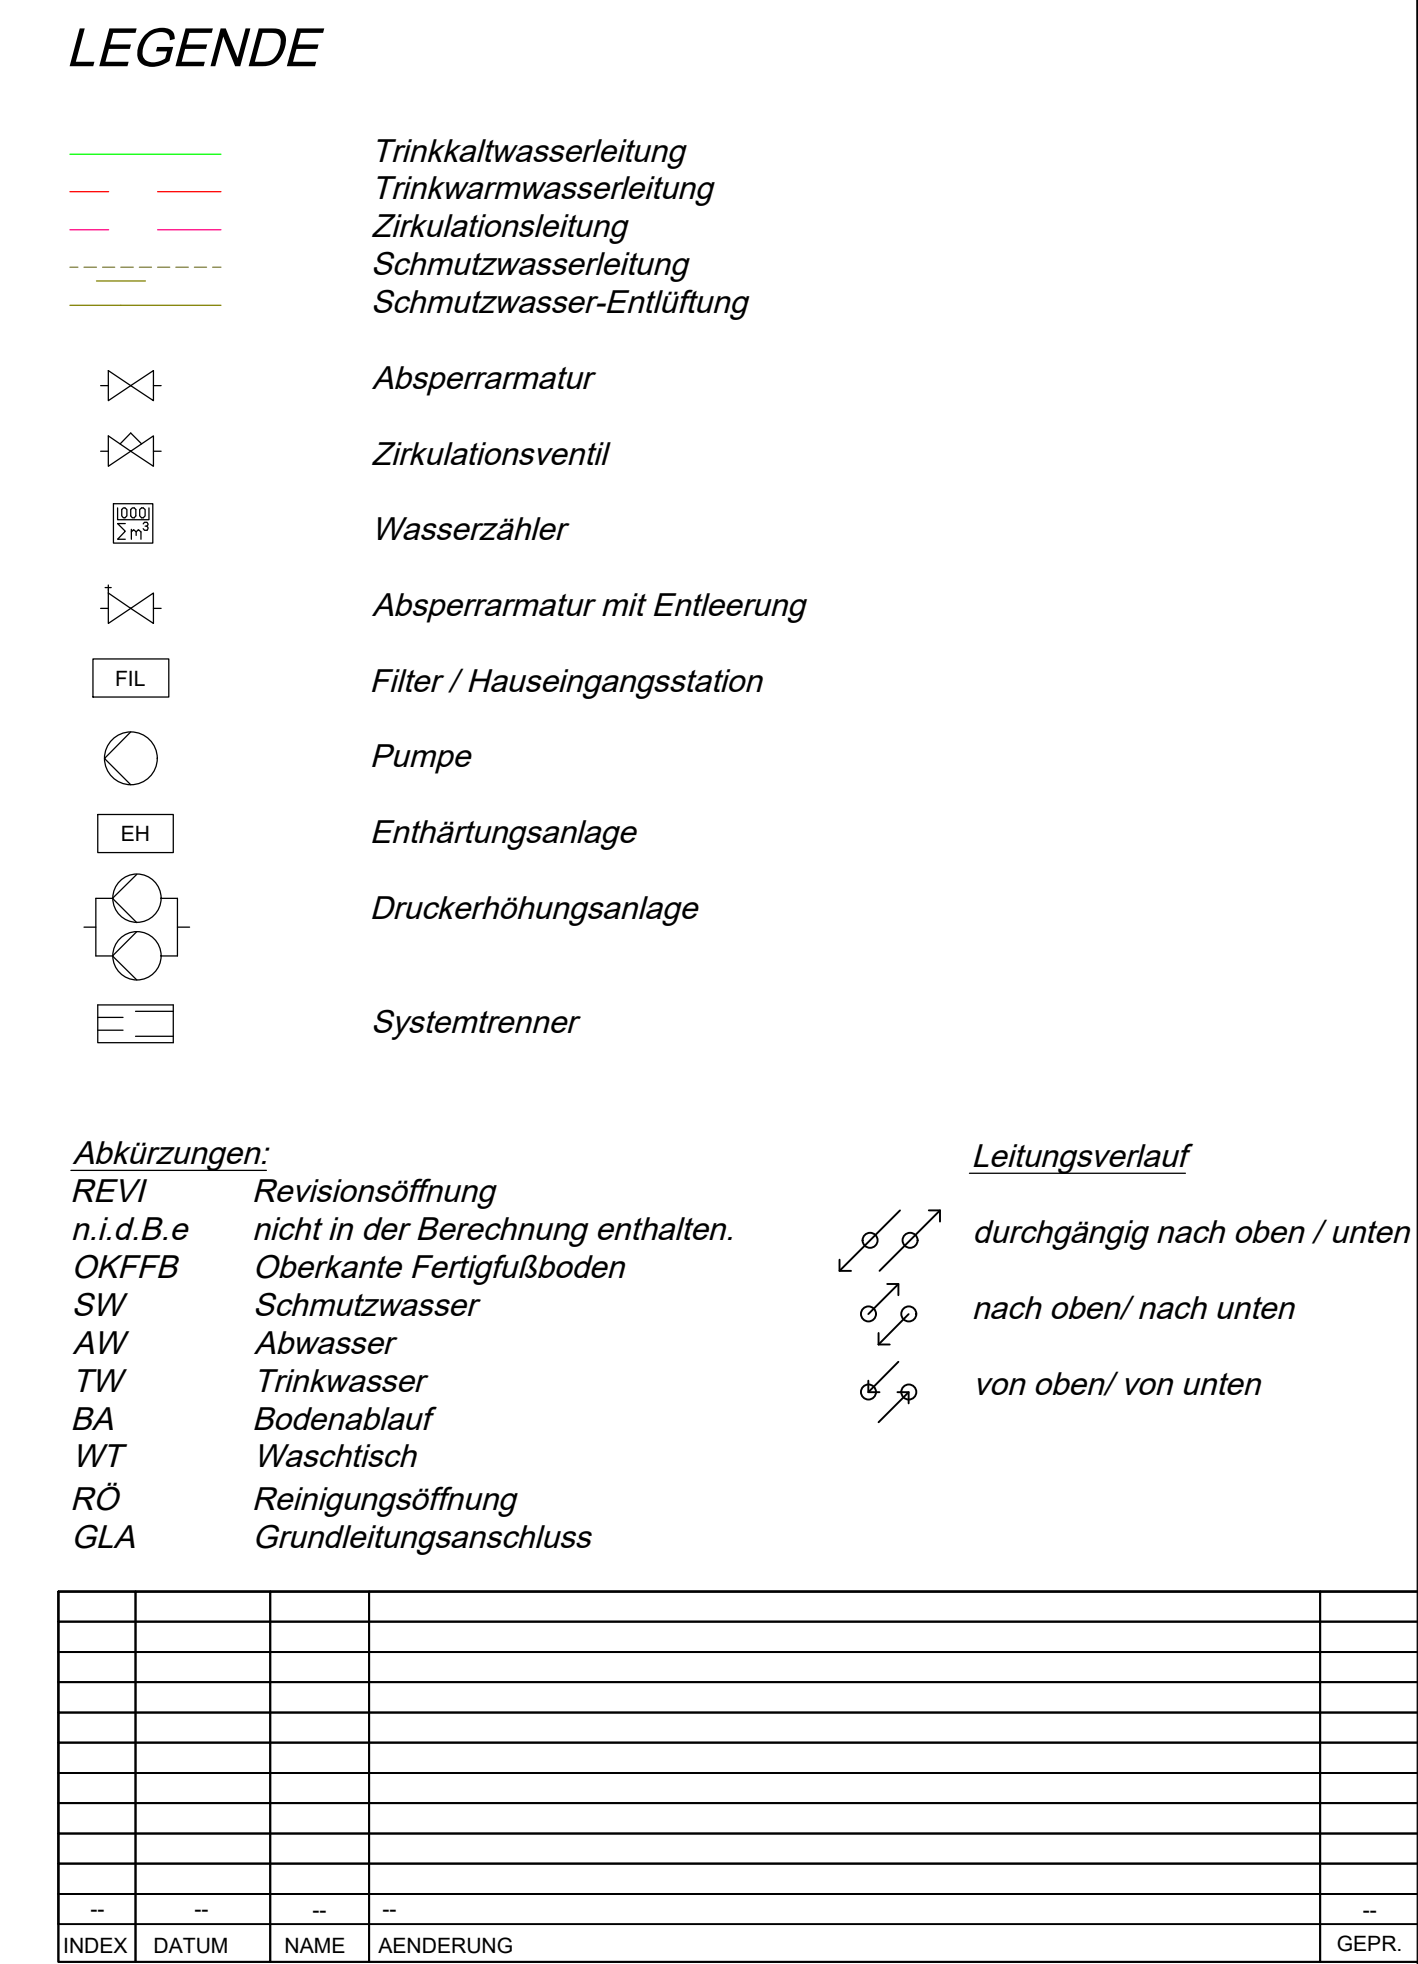 LEGENDE
Trinkkaltwasserleitung
Trinkwarmwasserleitung
Zirkulationsleitung
Schmutzwasserleitung
Schmutzwasser-Entlüftung
Absperrarmatur
Zirkulationsventil
|000| Wasserzähler
Σm³
Absperrarmatur mit Entleerung
FIL Filter / Hauseingangsstation
Pumpe
EH Enthärtungsanlage
Druckerhöhungsanlage
Systemtrenner
Abkürzungen:
REVI Revisionsöffnung
n.i.d.B.e nicht in der Berechnung enthalten.
OKFFB Oberkante Fertigfußboden
SW Schmutzwasser
AW Abwasser
TW Trinkwasser
BA Bodenablauf
WT Waschtisch
RÖ Reinigungsöffnung
GLA Grundleitungsanschluss
Leitungsverlauf
durchgängig nach oben / unten
nach oben/ nach unten
von oben/ von unten
-- -- -- -- --
INDEX DATUM NAME AENDERUNG GEPR.